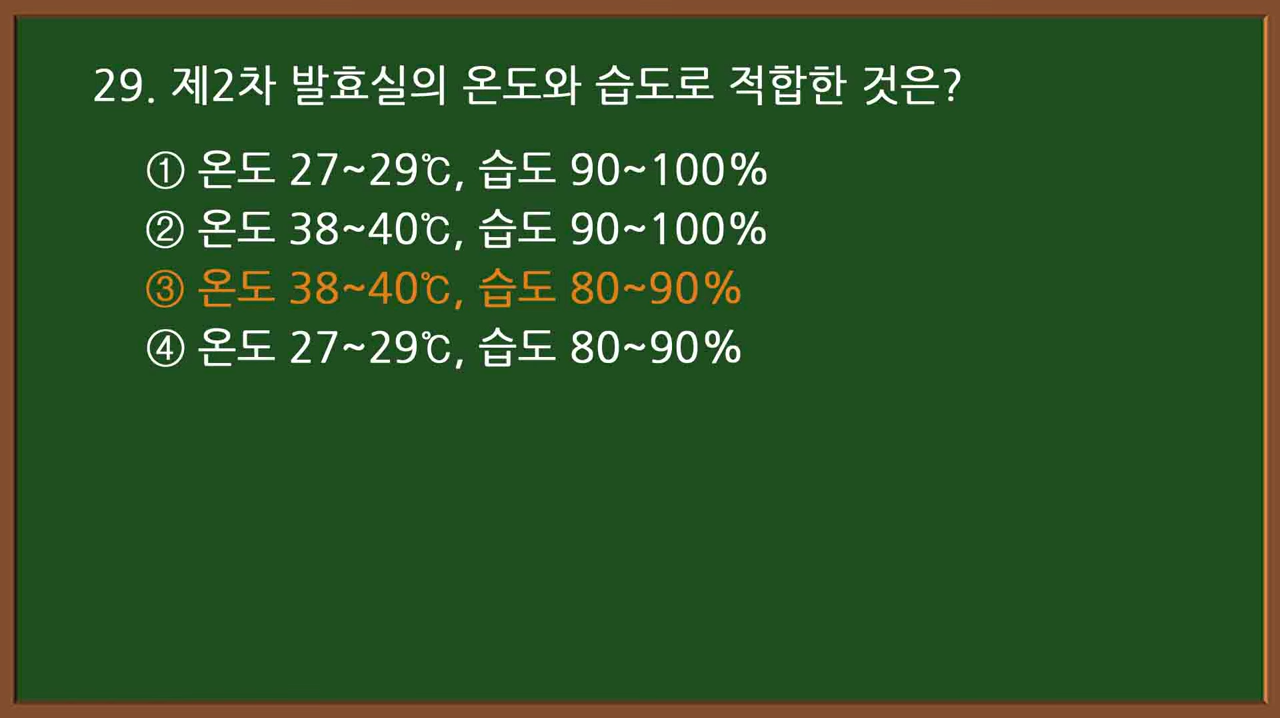 29. 제2차 발효실의 온도와 습도로 적합한 것은?
① 온도 27~29℃, 습도 90~100%
② 온도 38~40℃, 습도 90~100%
③ 온도 38~40℃, 습도 80~90%
④ 온도 27~29℃, 습도 80~90%